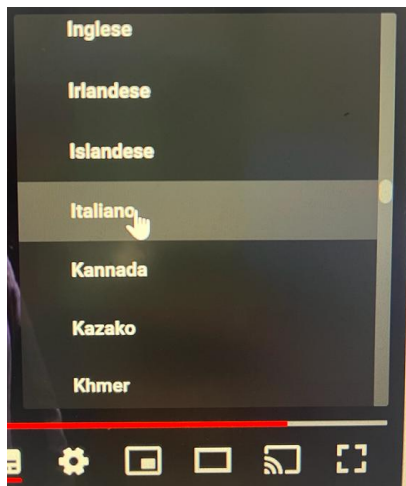 Inglese
Irlandese
Islandese
Italiano
Kannada
Kazako
Khmer